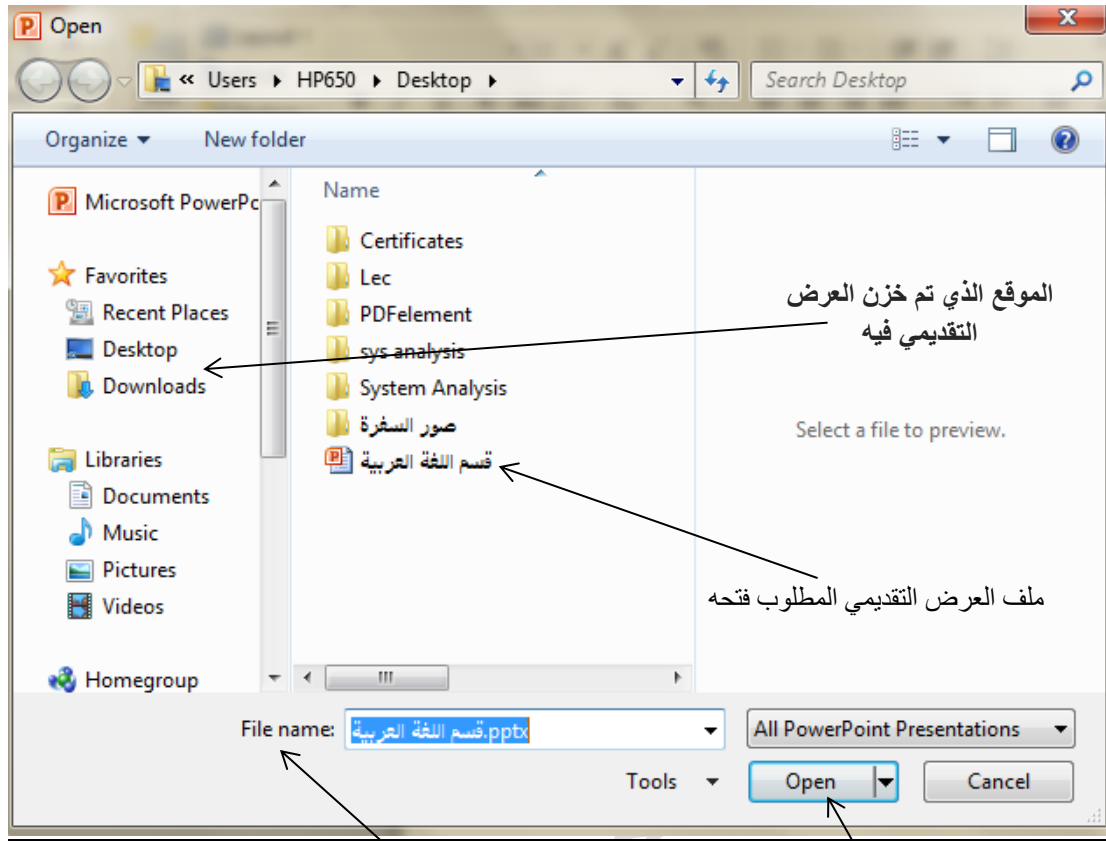 Open
« Users HP650 Desktop
Search Desktop
Organize New folder
Microsoft PowerPc
Favorites
Recent Places
Desktop
Downloads
Libraries
Documents
Music
Pictures
Videos
Homegroup
Name
Certificates
Lec
PDFelement
sys analysis
System Analysis
صور السفرة
قسم اللغة العربية
الموقع الذي تم خزن العرض
التقديمي فيه
Select a file to preview.
ملف العرض التقديمي المطلوب فتحه
File name: قسم اللغة العربية.pptx
All PowerPoint Presentations
Tools Open Cancel